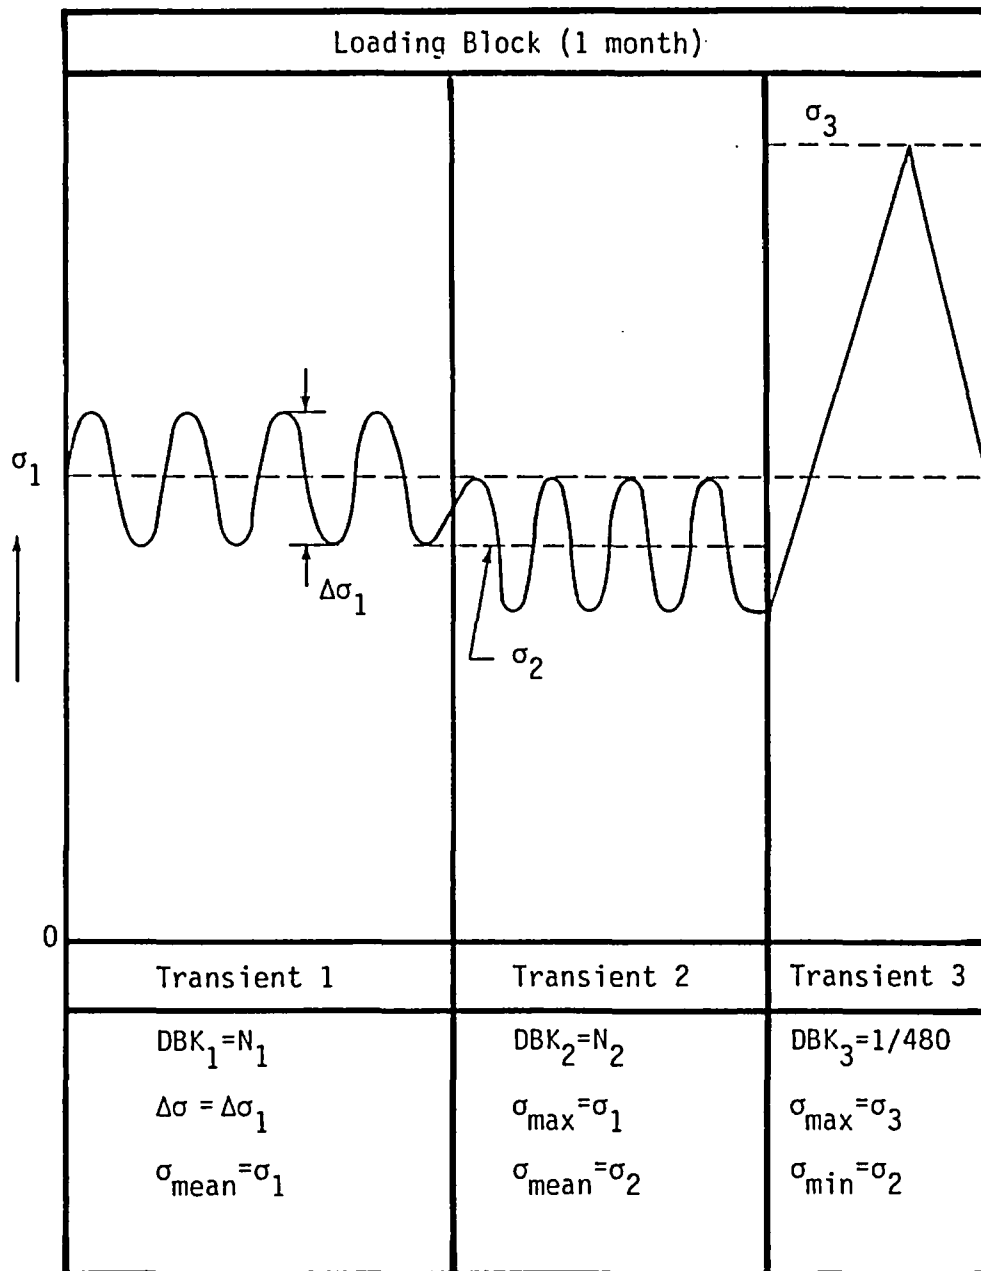 Loading Block (1 month)
σ3
σ1
Δσ1
σ2
0
Transient 1
Transient 2
Transient 3
DBK1=N1
DBK2=N2
DBK3=1/480
Δσ = Δσ1
σmax=σ1
σmax=σ3
σmean=σ1
σmean=σ2
σmin=σ2